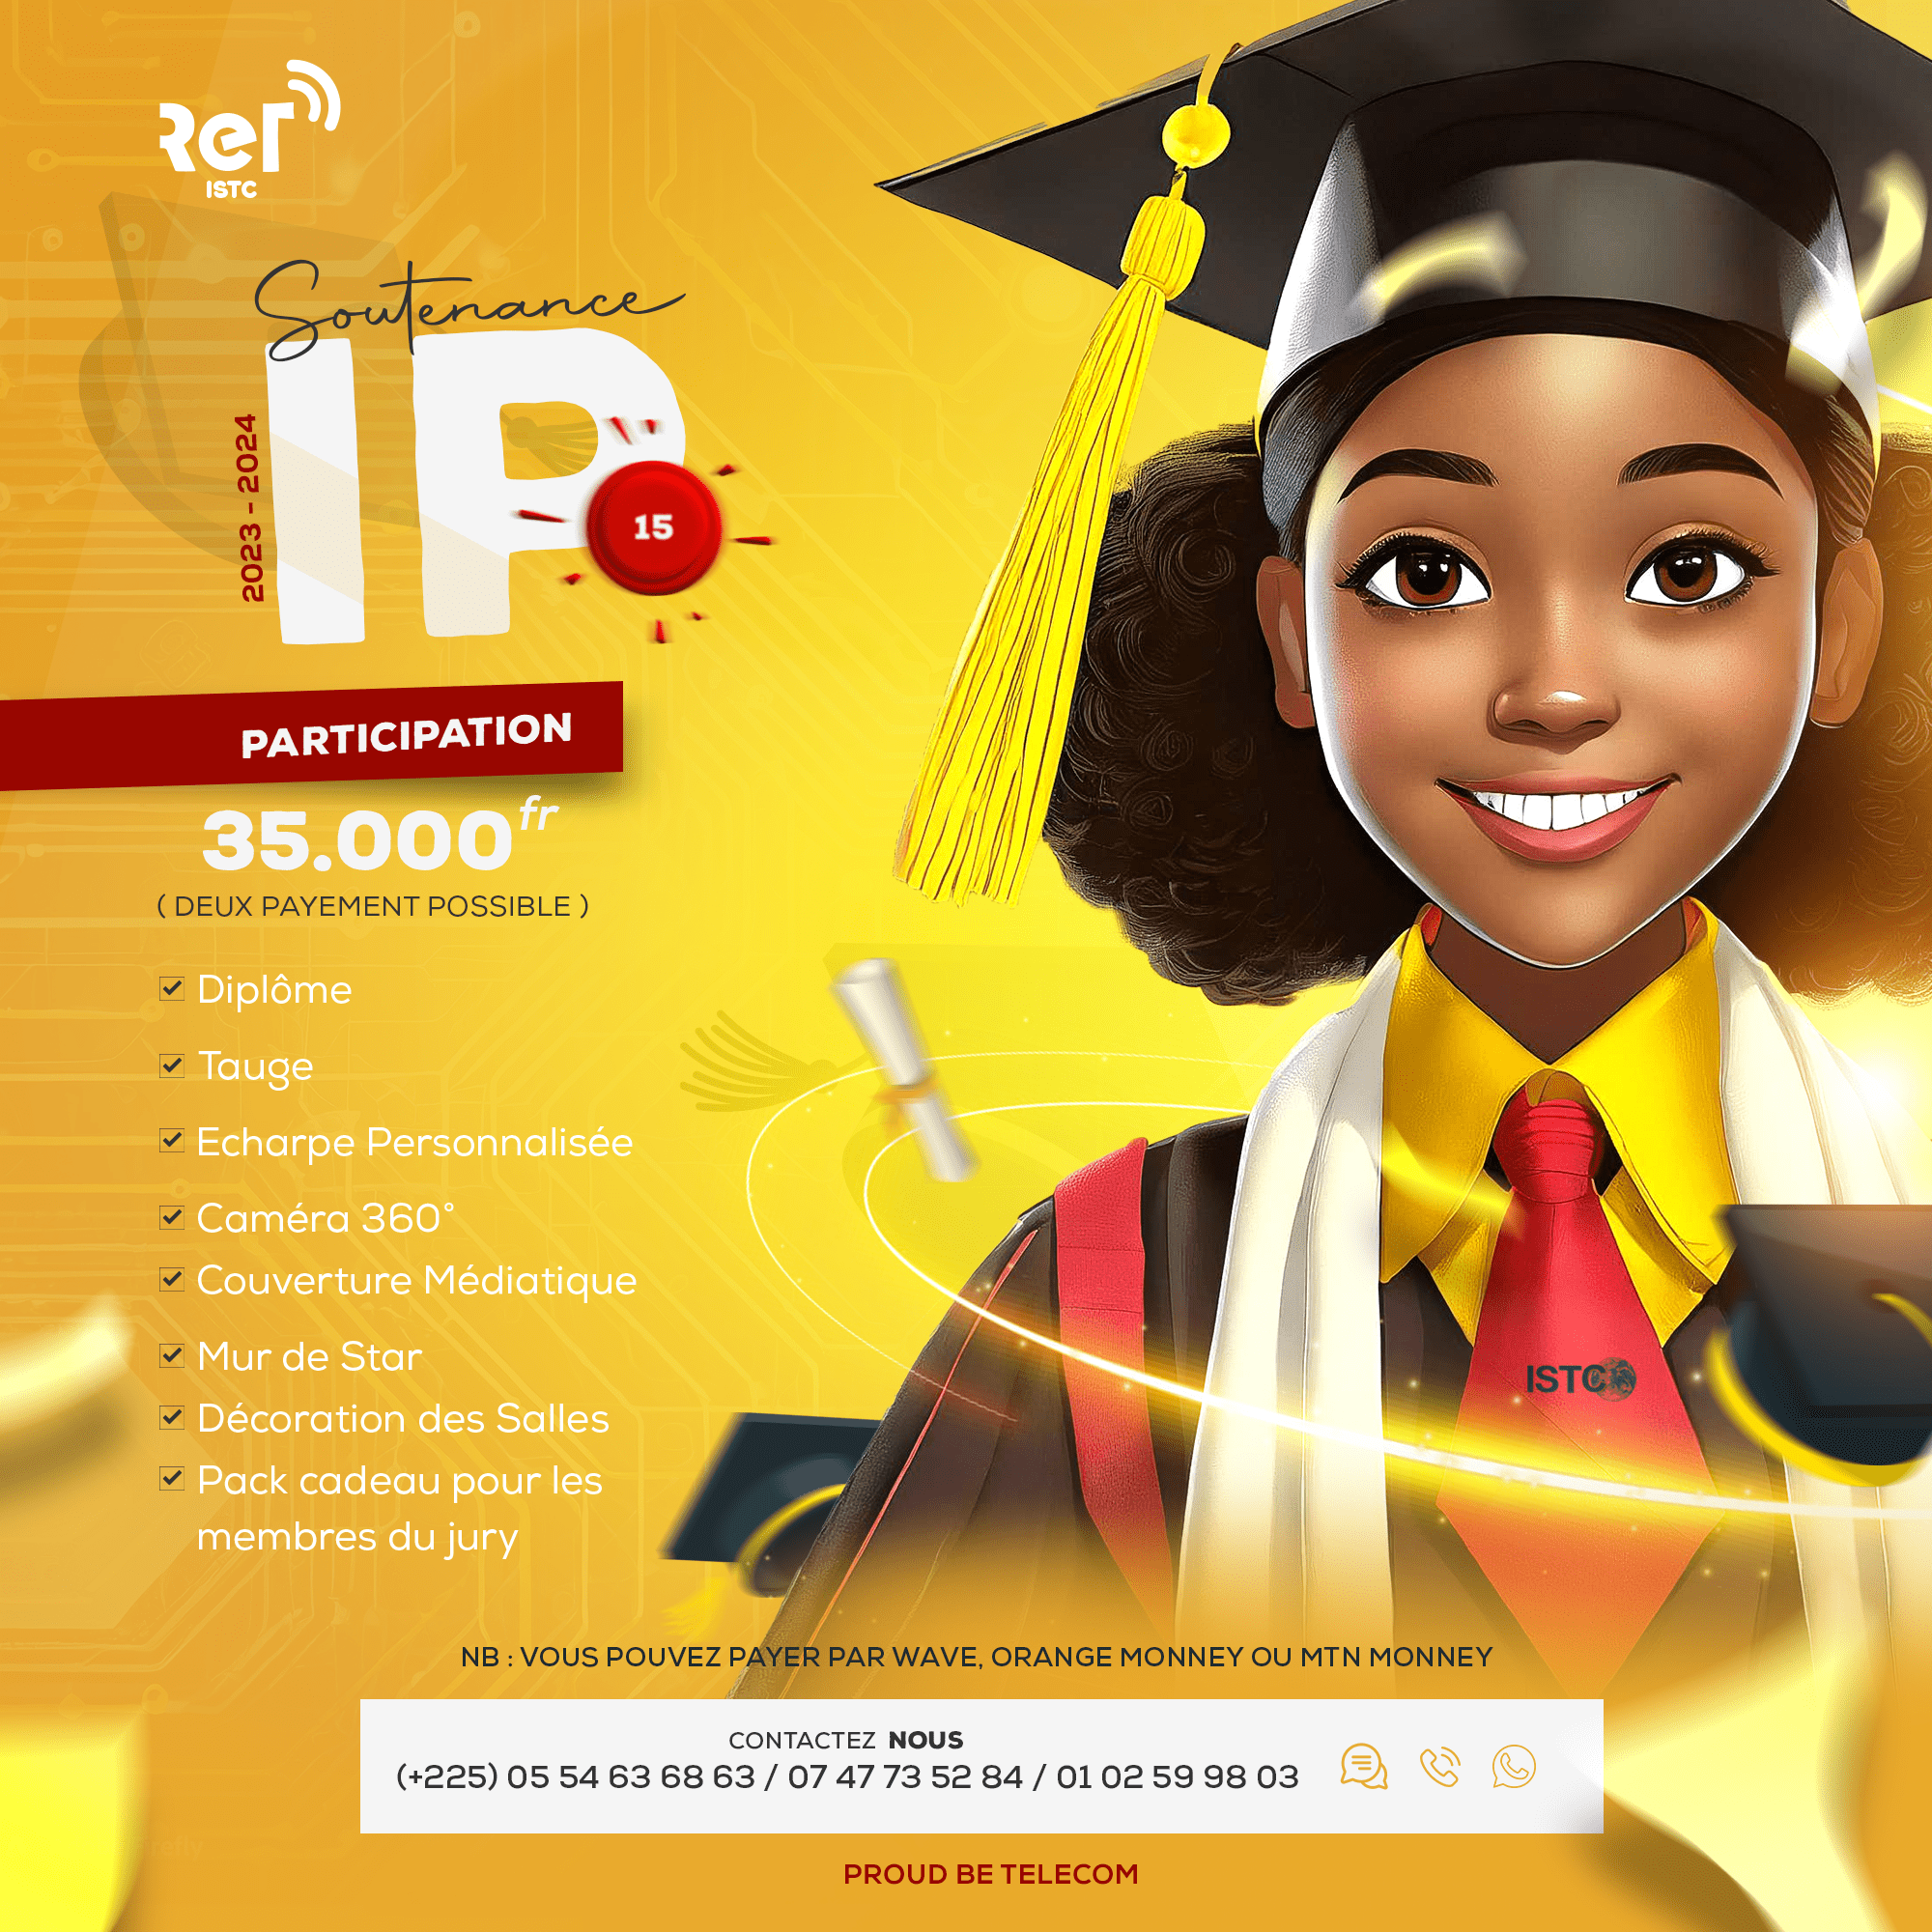 Rer
ISTC
Soutenance
IP
15
2023 - 2024
PARTICIPATION
35.000 fr
( DEUX PAYEMENT POSSIBLE )
Diplôme
Tauge
Echarpe Personnalisée
Caméra 360°
Couverture Médiatique
Mur de Star
Décoration des Salles
Pack cadeau pour les
membres du jury
ISTC
NB : VOUS POUVEZ PAYER PAR WAVE, ORANGE MONNEY OU MTN MONNEY
CONTACTEZ NOUS
(+225) 05 54 63 68 63 / 07 47 73 52 84 / 01 02 59 98 03
PROUD BE TELECOM